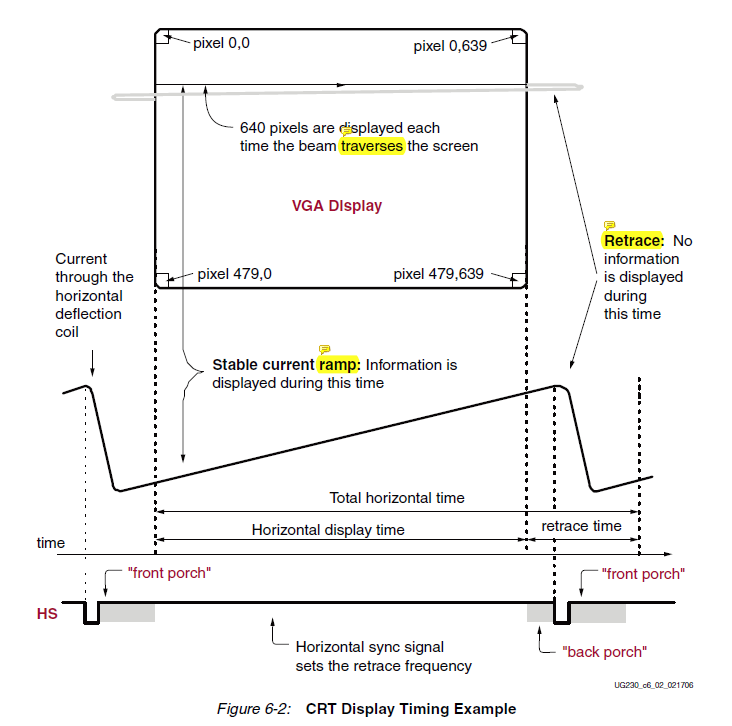 pixel 0,0
pixel 0,639
640 pixels are displayed each
time the beam traverses the screen
VGA Display
Retrace: No
information
is displayed
during
this time
Current
through the
horizontal
deflection
coil
pixel 479,0
pixel 479,639
Stable current ramp: Information is
displayed during this time
Total horizontal time
Horizontal display time
retrace time
time
"front porch"
"front porch"
HS
Horizontal sync signal
sets the retrace frequency
"back porch"
UG230_c6_02_021706
Figure 6-2: CRT Display Timing Example